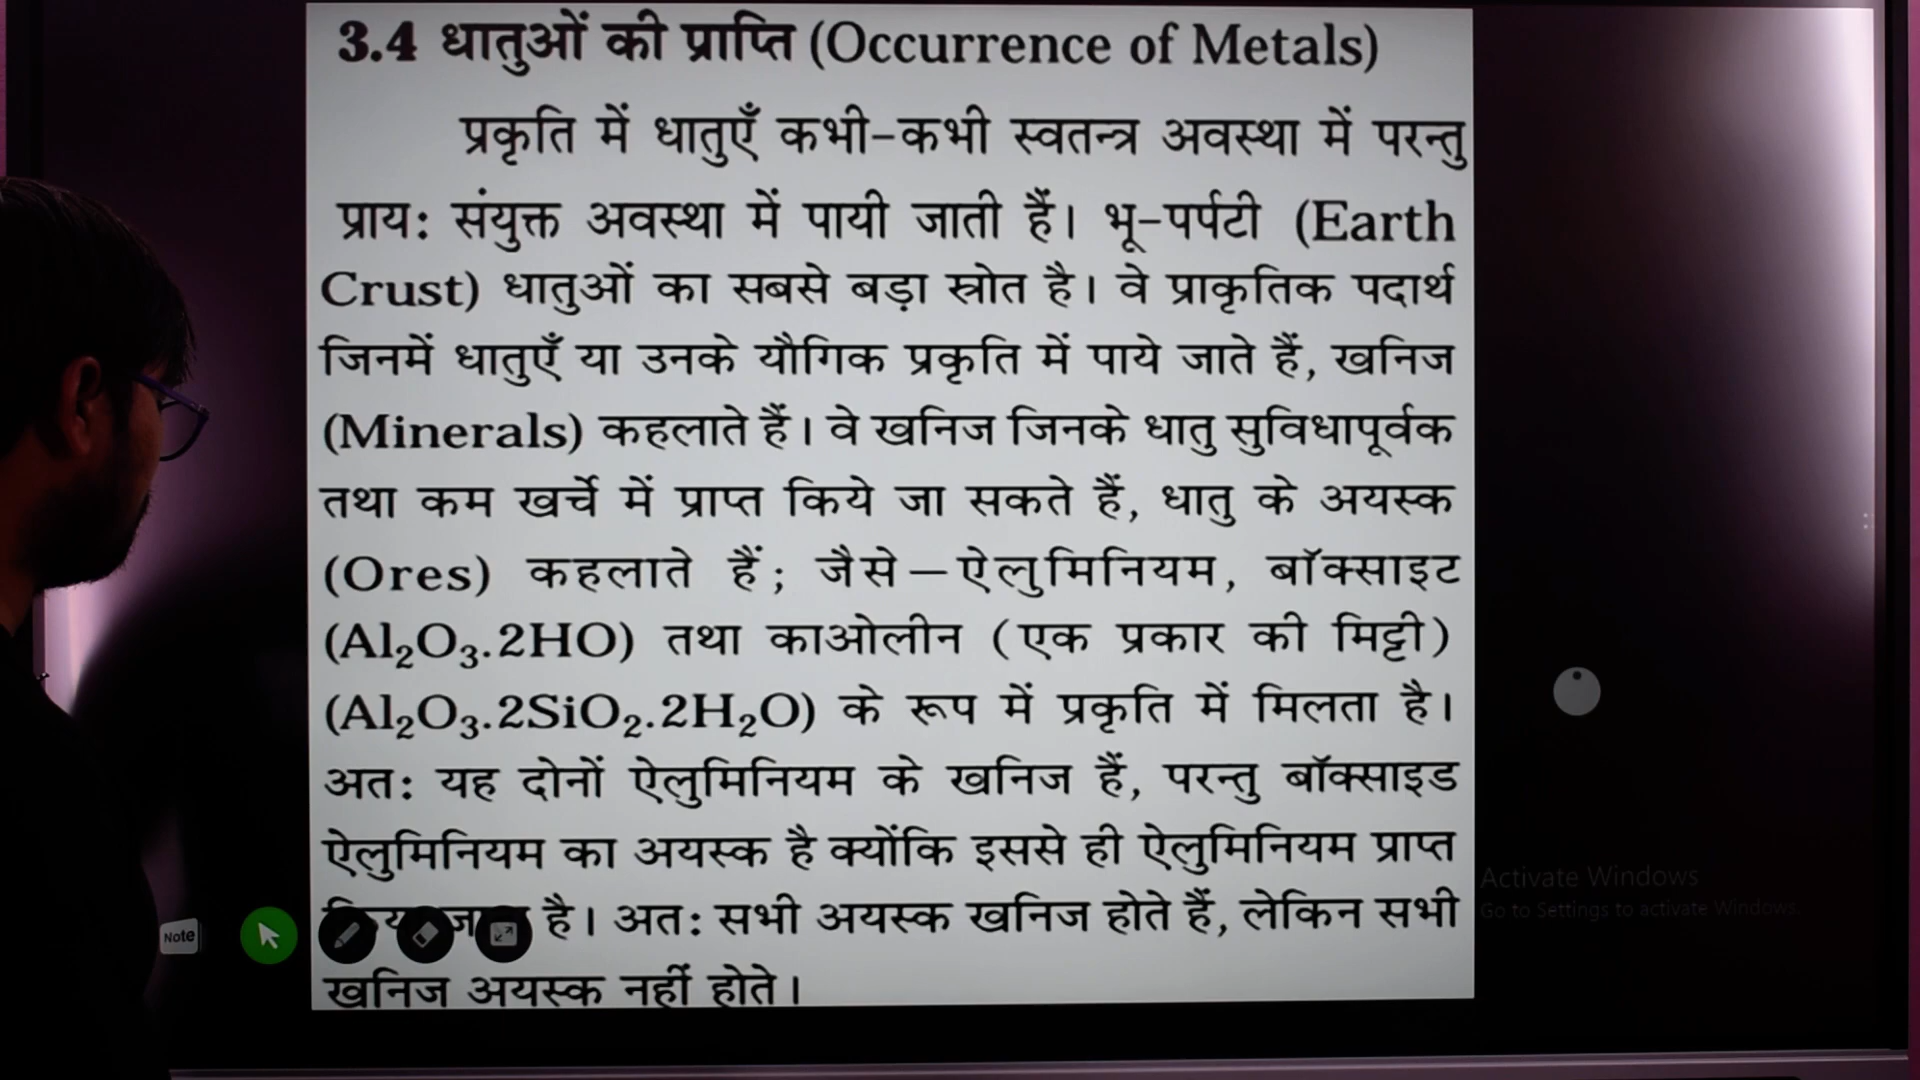 3.4 धातुओं की प्राप्ति (Occurrence of Metals)
प्रकृति में धातुएँ कभी-कभी स्वतन्त्र अवस्था में परन्तु
प्राय: संयुक्त अवस्था में पायी जाती हैं। भू-पर्पटी (Earth
Crust) धातुओं का सबसे बड़ा स्रोत है। वे प्राकृतिक पदार्थ
जिनमें धातुएँ या उनके यौगिक प्रकृति में पाये जाते हैं, खनिज
(Minerals) कहलाते हैं। वे खनिज जिनके धातु सुविधापूर्वक
तथा कम खर्चे में प्राप्त किये जा सकते हैं, धातु के अयस्क
(Ores) कहलाते हैं; जैसे—ऐलुमिनियम, बॉक्साइट
(Al₂O₃.2HO) तथा काओलीन (एक प्रकार की मिट्टी)
(Al₂O₃.2SiO₂.2H₂O) के रूप में प्रकृति में मिलता है।
अत: यह दोनों ऐलुमिनियम के खनिज हैं, परन्तु बॉक्साइड
ऐलुमिनियम का अयस्क है क्योंकि इससे ही ऐलुमिनियम प्राप्त
है। अत: सभी अयस्क खनिज होते हैं, लेकिन सभी
खनिज अयस्क नहीं होते।
Note
Activate Windows
Go to Settings to activate Windows.